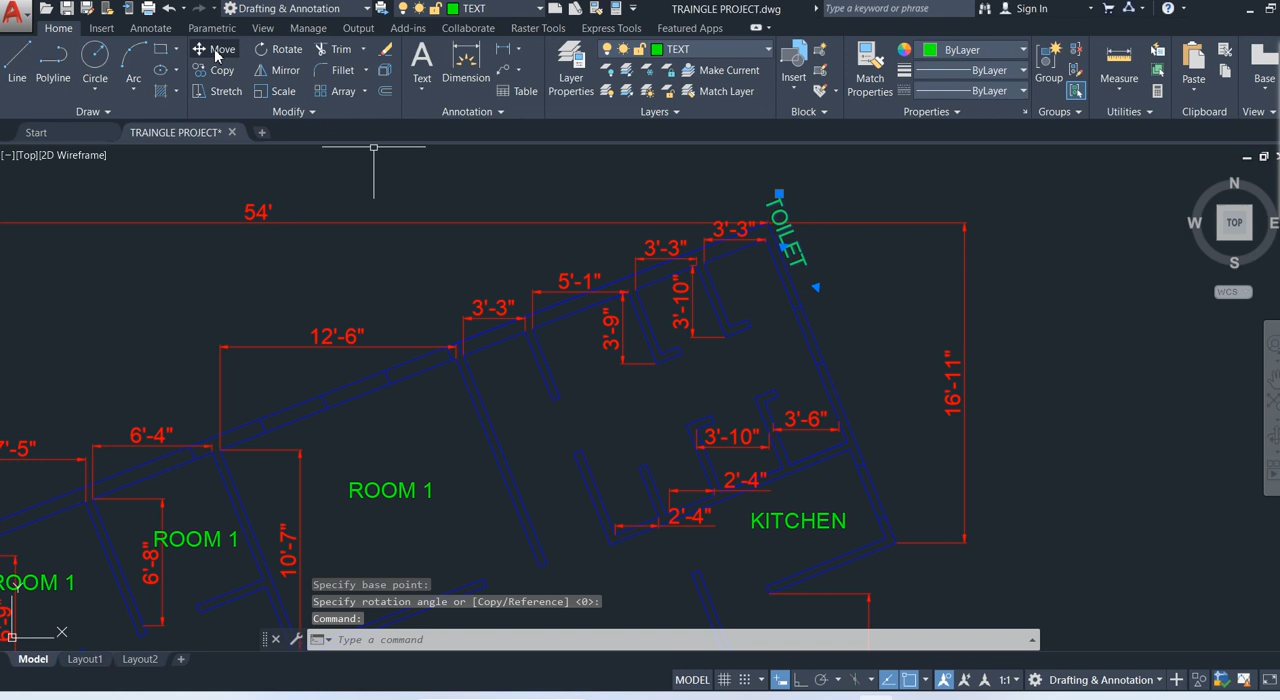 Drafting & Annotation
TEXT
TRAINGLE PROJECT.dwg
Type a keyword or phrase
Sign In
Home
Insert
Annotate
Parametric
View
Manage
Output
Add-ins
Collaborate
Raster Tools
Express Tools
Featured Apps
Line
Polyline
Circle
Arc
Move
Copy
Stretch
Rotate
Mirror
Scale
Trim
Fillet
Array
Text
Dimension
Table
Layer
Properties
TEXT
Make Current
Match Layer
Insert
Match
Properties
ByLayer
ByLayer
ByLayer
Group
Measure
Paste
Base
Draw
Modify
Annotation
Layers
Block
Properties
Groups
Utilities
Clipboard
View
Start
TRAINGLE PROJECT*
[−][Top][2D Wireframe]
N
W
TOP
E
S
WCS
54'
TOILET
3'-3"
3'-3"
5'-1"
3'-10"
3'-9"
3'-3"
12'-6"
16'-11"
6'-4"
7'-5"
3'-6"
3'-10"
2'-4"
2'-4"
ROOM 1
KITCHEN
ROOM 1
10'-7"
6'-8"
ROOM 1
Y
X
Specify base point:
Specify rotation angle or [Copy/Reference] <0>:
Command:
Type a command
Model
Layout1
Layout2
MODEL
1:1
Drafting & Annotation